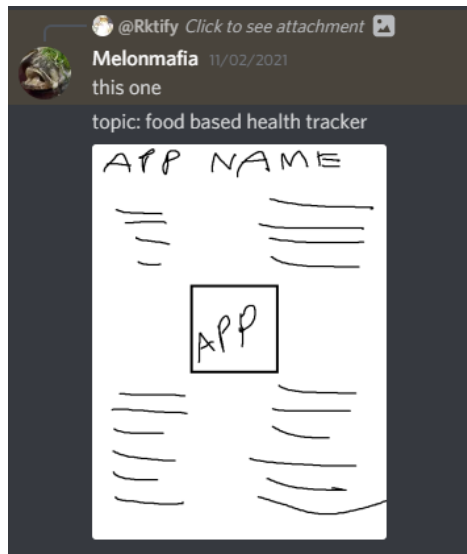 @Rktify Click to see attachment
Melonmafia 11/02/2021
this one
topic: food based health tracker
APP NAME
APP